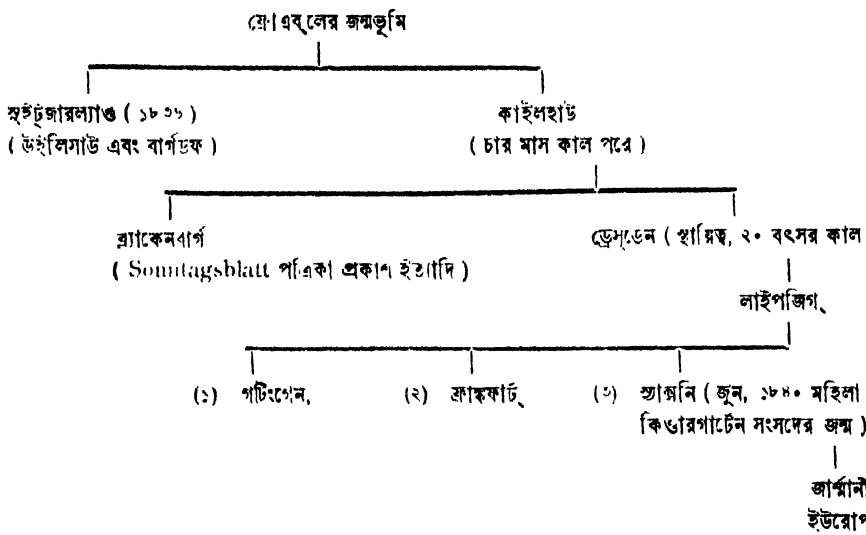 ফ্রোএব্‌লের জন্মভূমি
সুইট্‌জারল্যাণ্ড ( ১৮৩৬ )
( উইলিসাউ এবং বার্গডফ )
কাইলহাউ
( চার মাস কাল পরে )
ব্ল্যাকেনবার্গ
( Sonntagsblatt পত্রিকা প্রকাশ ইত্যাদি )
ড্রেস্‌ডেন ( স্থায়িত্ব, ২০ বৎসর কাল
লাইপজিগ্‌
(১) গটিংগেন, (২) ফ্রাঙ্কফার্ট্‌ (৩) স্যাক্সনি ( জুন, ১৮৪০ মহিলা
কিণ্ডারগার্টেন সংসদের জন্ম )
জার্ম্মানী
ইউরোপ